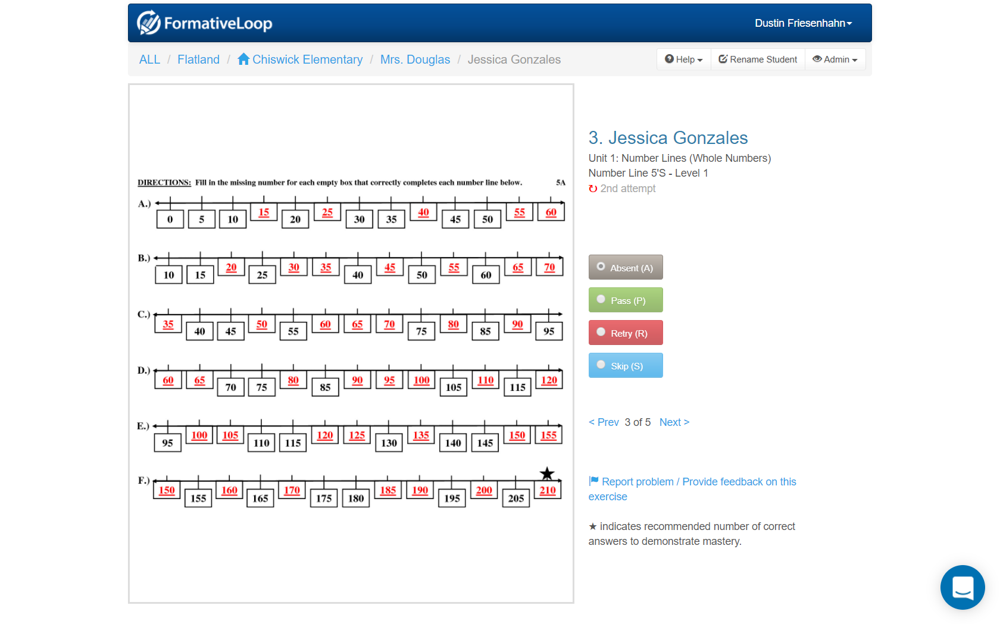 FormativeLoop
Dustin Friesenhahn
ALL / Flatland / Chiswick Elementary / Mrs. Douglas / Jessica Gonzales
Help
Rename Student
Admin
DIRECTIONS: Fill in the missing number for each empty box that correctly completes each number line below. 5A
A.) 0 5 10 15 20 25 30 35 40 45 50 55 60
B.) 10 15 20 25 30 35 40 45 50 55 60 65 70
C.) 35 40 45 50 55 60 65 70 75 80 85 90 95
D.) 60 65 70 75 80 85 90 95 100 105 110 115 120
E.) 95 100 105 110 115 120 125 130 135 140 145 150 155
F.) 150 155 160 165 170 175 180 185 190 195 200 205 210
3. Jessica Gonzales
Unit 1: Number Lines (Whole Numbers)
Number Line 5'S - Level 1
2nd attempt
Absent (A)
Pass (P)
Retry (R)
Skip (S)
< Prev 3 of 5 Next >
Report problem / Provide feedback on this
exercise
★ indicates recommended number of correct
answers to demonstrate mastery.